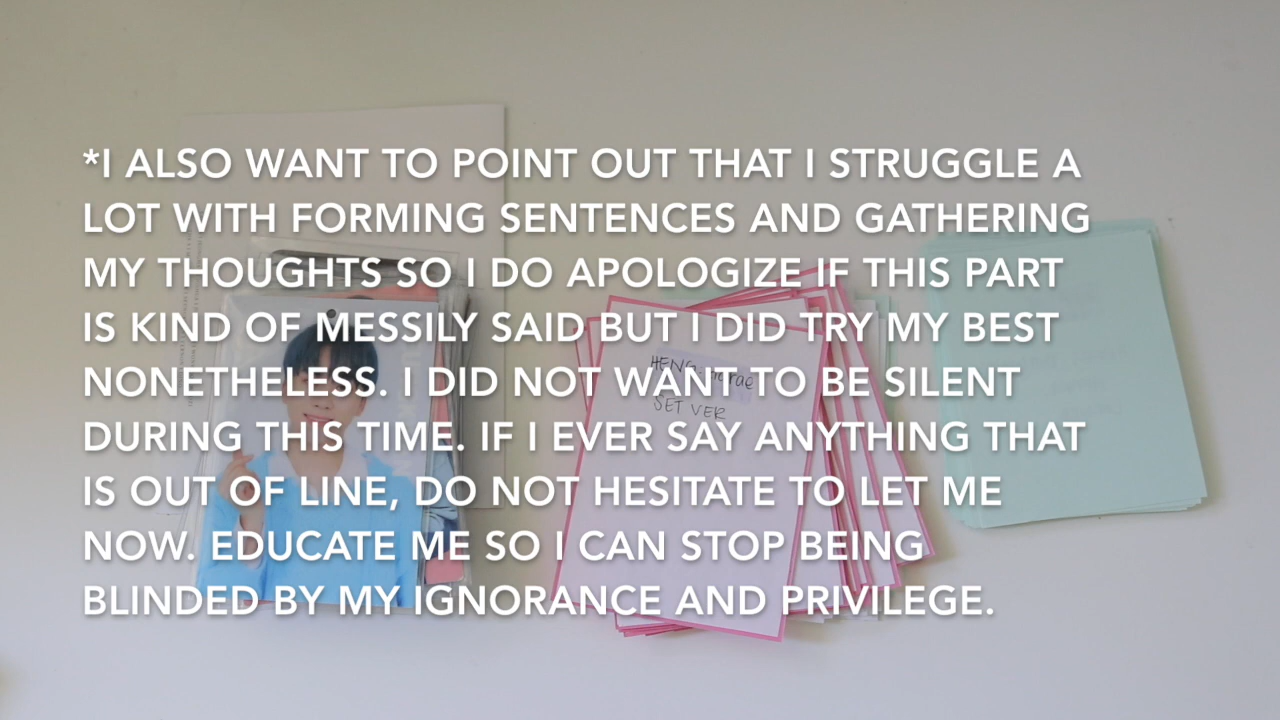 *I ALSO WANT TO POINT OUT THAT I STRUGGLE A
LOT WITH FORMING SENTENCES AND GATHERING
MY THOUGHTS SO I DO APOLOGIZE IF THIS PART
IS KIND OF MESSILY SAID BUT I DID TRY MY BEST
NONETHELESS. I DID NOT WANT TO BE SILENT
DURING THIS TIME. IF I EVER SAY ANYTHING THAT
IS OUT OF LINE, DO NOT HESITATE TO LET ME
NOW. EDUCATE ME SO I CAN STOP BEING
BLINDED BY MY IGNORANCE AND PRIVILEGE.
SET VER